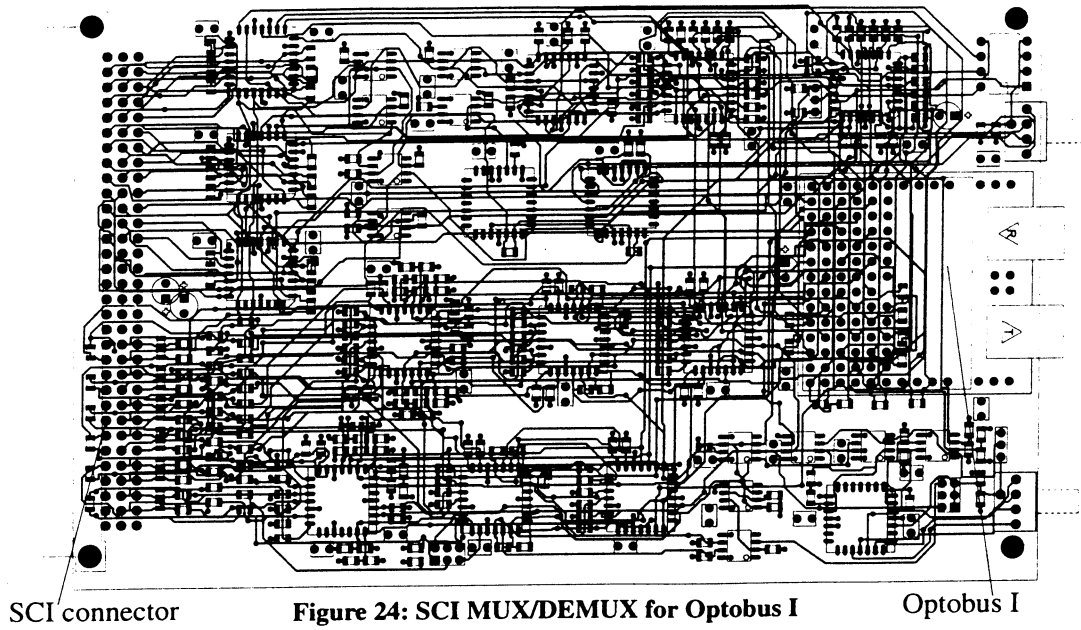 R
T
SCI connector
Figure 24: SCI MUX/DEMUX for Optobus I
Optobus I